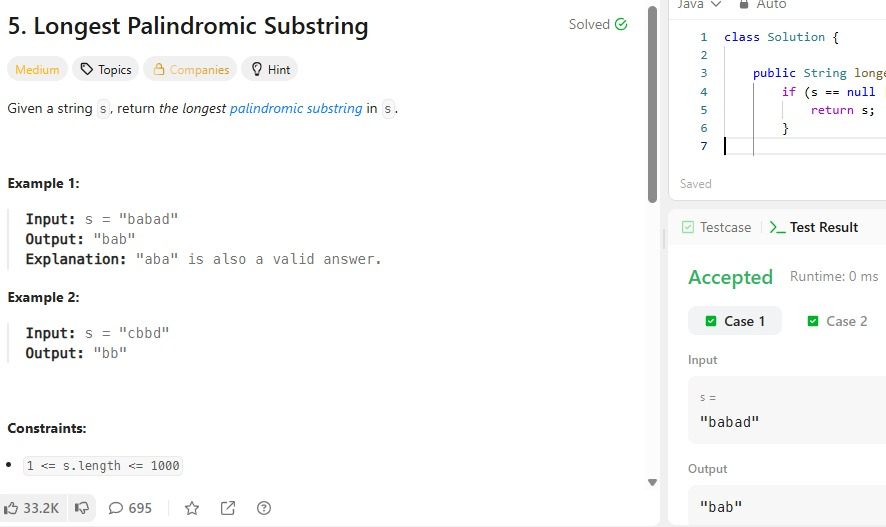 5. Longest Palindromic Substring
Solved
Medium Topics Companies Hint
Given a string s, return the longest palindromic substring in s.
Example 1:
Input: s = "babad"
Output: "bab"
Explanation: "aba" is also a valid answer.
Example 2:
Input: s = "cbbd"
Output: "bb"
Constraints:
1 <= s.length <= 1000
33.2K 695
Java Auto
1 class Solution {
2
3 public String longe
4 if (s == null
5 return s;
6 }
7
Saved
Testcase Test Result
Accepted Runtime: 0 ms
Case 1 Case 2
Input
s =
"babad"
Output
"bab"